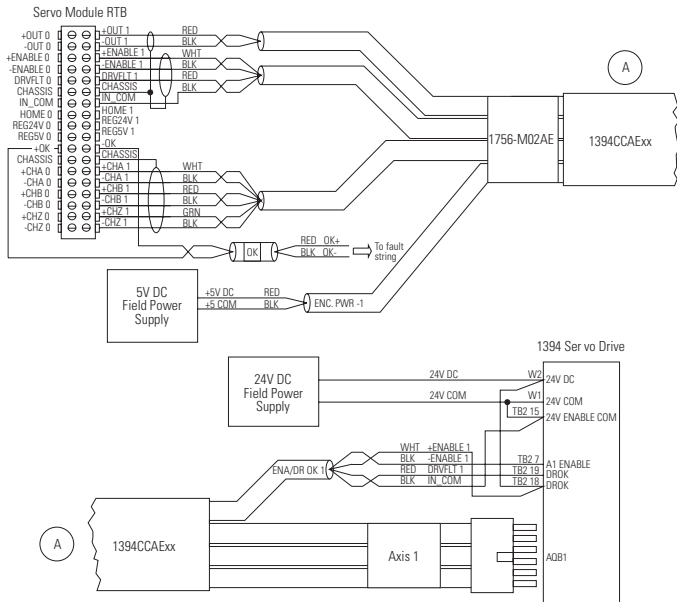 Servo Module RTB
+OUT 0
-OUT 0
+ENABLE 0
-ENABLE 0
DRVFLT 0
CHASSIS
IN_COM
HOME 0
REG24V 0
REG5V 0
+OK
CHASSIS
+CHA 0
-CHA 0
+CHB 0
-CHB 0
+CHZ 0
-CHZ 0
+OUT 1
-OUT 1
+ENABLE 1
-ENABLE 1
DRVFLT 1
CHASSIS
IN_COM
HOME 1
REG24V 1
REG5V 1
-OK
CHASSIS
+CHA 1
-CHA 1
+CHB 1
-CHB 1
+CHZ 1
-CHZ 1
RED
BLK
WHT
BLK
RED
BLK
WHT
BLK
RED
BLK
GRN
BLK
A
1756-M02AE
1394CCAExx
OK
RED OK+
BLK OK-
To fault
string
5V DC
Field Power
Supply
+5V DC RED
+5 COM BLK
ENC. PWR -1
1394 Ser vo Drive
24V DC
Field Power
Supply
24V DC W2
24V COM W1
TB2 15
24V DC
24V COM
24V ENABLE COM
ENA/DR OK 1
WHT +ENABLE 1
BLK -ENABLE 1
RED DRVFLT 1
BLK IN_COM
TB2 7
TB2 19
TB2 18
A1 ENABLE
DROK
DROK
A
1394CCAExx
Axis 1
AQB1